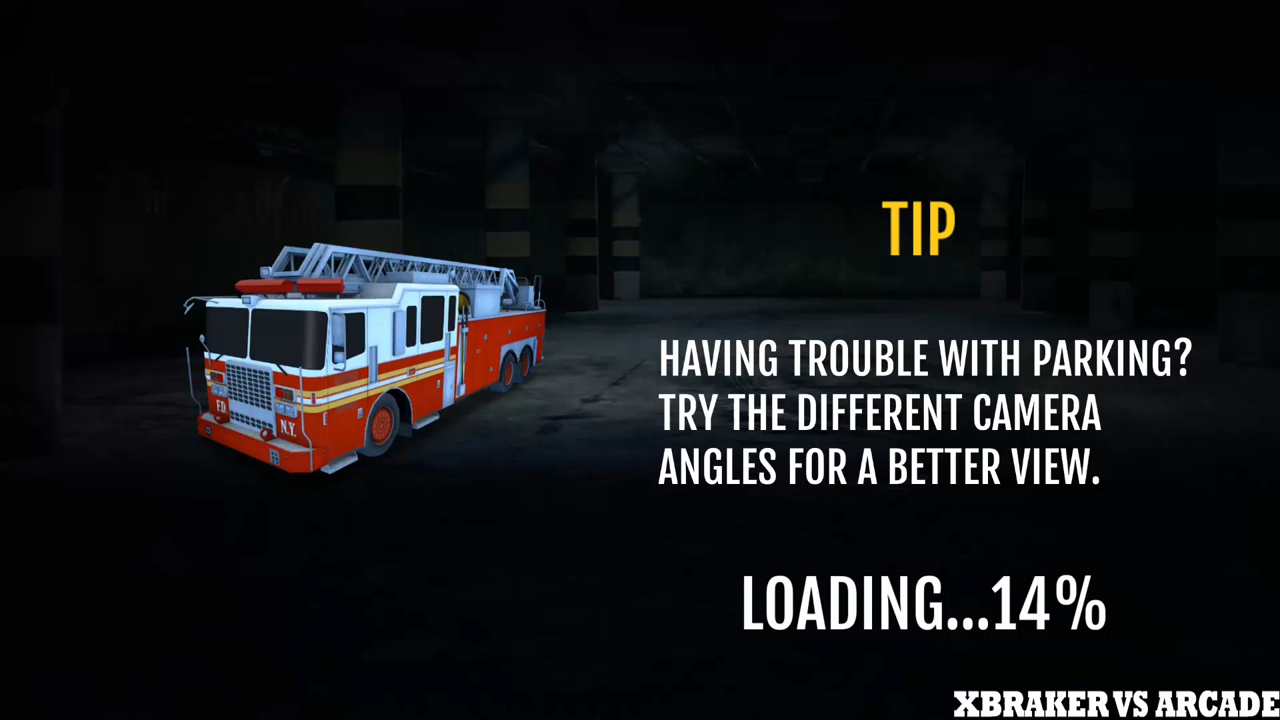 TIP
HAVING TROUBLE WITH PARKING?
TRY THE DIFFERENT CAMERA
ANGLES FOR A BETTER VIEW.
F.D.
N.Y.
LOADING...14%
XBRAKER VS ARCADE